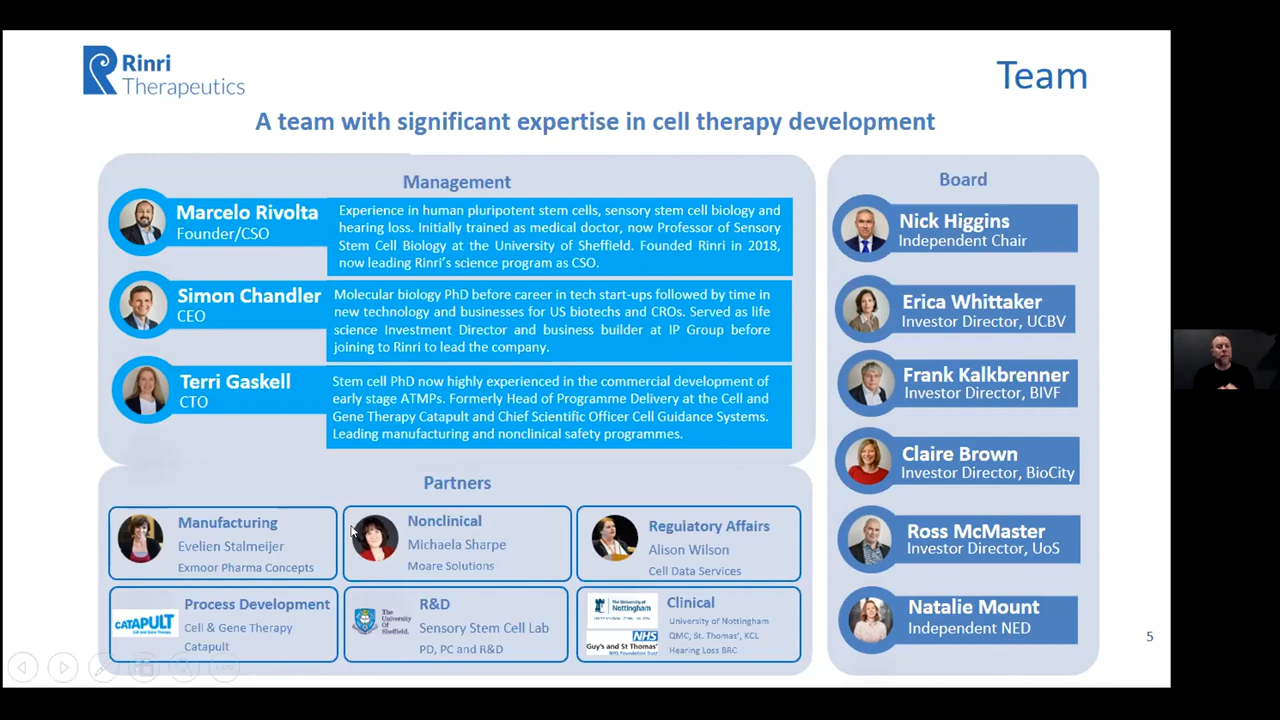 Rinri
Therapeutics
Team
A team with significant expertise in cell therapy development
Management
Marcelo Rivolta
Founder/CSO
Experience in human pluripotent stem cells, sensory stem cell biology and
hearing loss. Initially trained as medical doctor, now Professor of Sensory
Stem Cell Biology at the University of Sheffield. Founded Rinri in 2018,
now leading Rinri's science program as CSO.
Simon Chandler
CEO
Molecular biology PhD before career in tech start-ups followed by time in
new technology and businesses for US biotechs and CROs. Served as life
science Investment Director and business builder at IP Group before
joining to Rinri to lead the company.
Terri Gaskell
CTO
Stem cell PhD now highly experienced in the commercial development of
early stage ATMPs. Formerly Head of Programme Delivery at the Cell and
Gene Therapy Catapult and Chief Scientific Officer Cell Guidance Systems.
Leading manufacturing and nonclinical safety programmes.
Partners
Manufacturing
Evelien Stalmeijer
Exmoor Pharma Concepts
Nonclinical
Michaela Sharpe
Moare Solutions
Regulatory Affairs
Alison Wilson
Cell Data Services
CATAPULT
Cell and Gene Therapy
Process Development
Cell & Gene Therapy
Catapult
The
University
Of
Sheffield.
R&D
Sensory Stem Cell Lab
PD, PC and R&D
The University of
Nottingham
NHS
Guy's and St Thomas'
NHS Foundation Trust
Clinical
University of Nottingham
QMC, St. Thomas', KCL
Hearing Loss BRC
Board
Nick Higgins
Independent Chair
Erica Whittaker
Investor Director, UCBV
Frank Kalkbrenner
Investor Director, BIVF
Claire Brown
Investor Director, BioCity
Ross McMaster
Investor Director, UoS
Natalie Mount
Independent NED
5